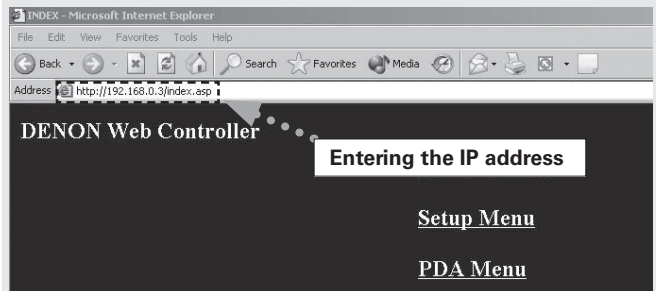 INDEX - Microsoft Internet Explorer
File Edit View Favorites Tools Help
Back Search Favorites Media
Address http://192.168.0.3/index.asp
DENON Web Controller
Entering the IP address
Setup Menu
PDA Menu